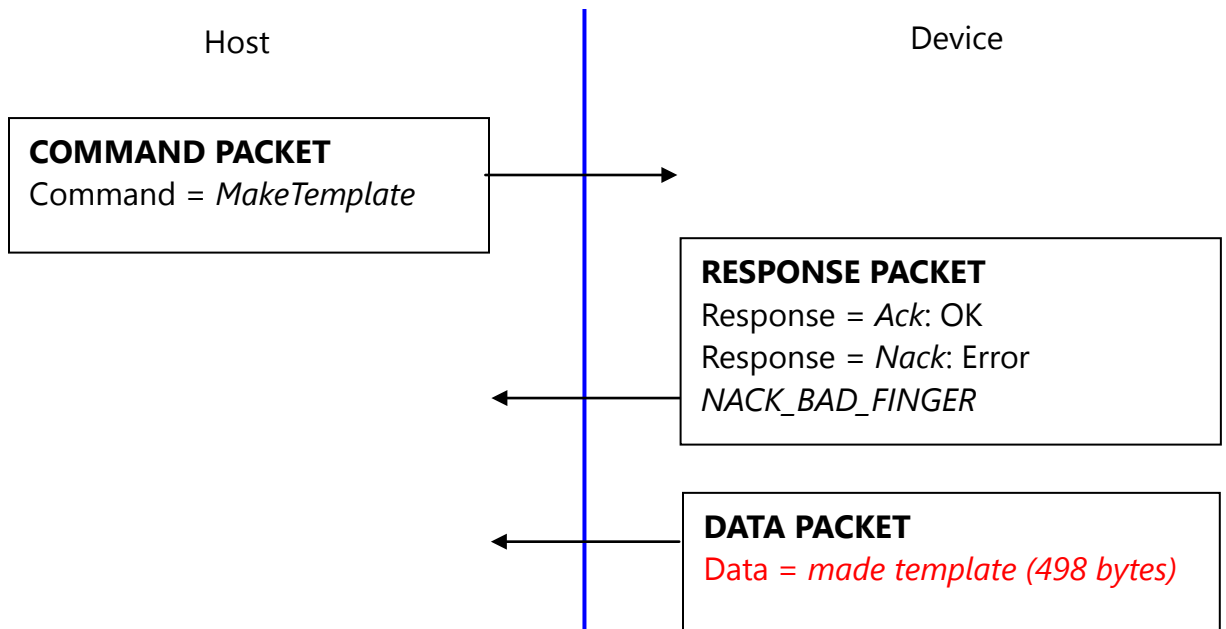 Host
Device
COMMAND PACKET
Command = MakeTemplate
RESPONSE PACKET
Response = Ack: OK
Response = Nack: Error
NACK_BAD_FINGER
DATA PACKET
Data = made template (498 bytes)